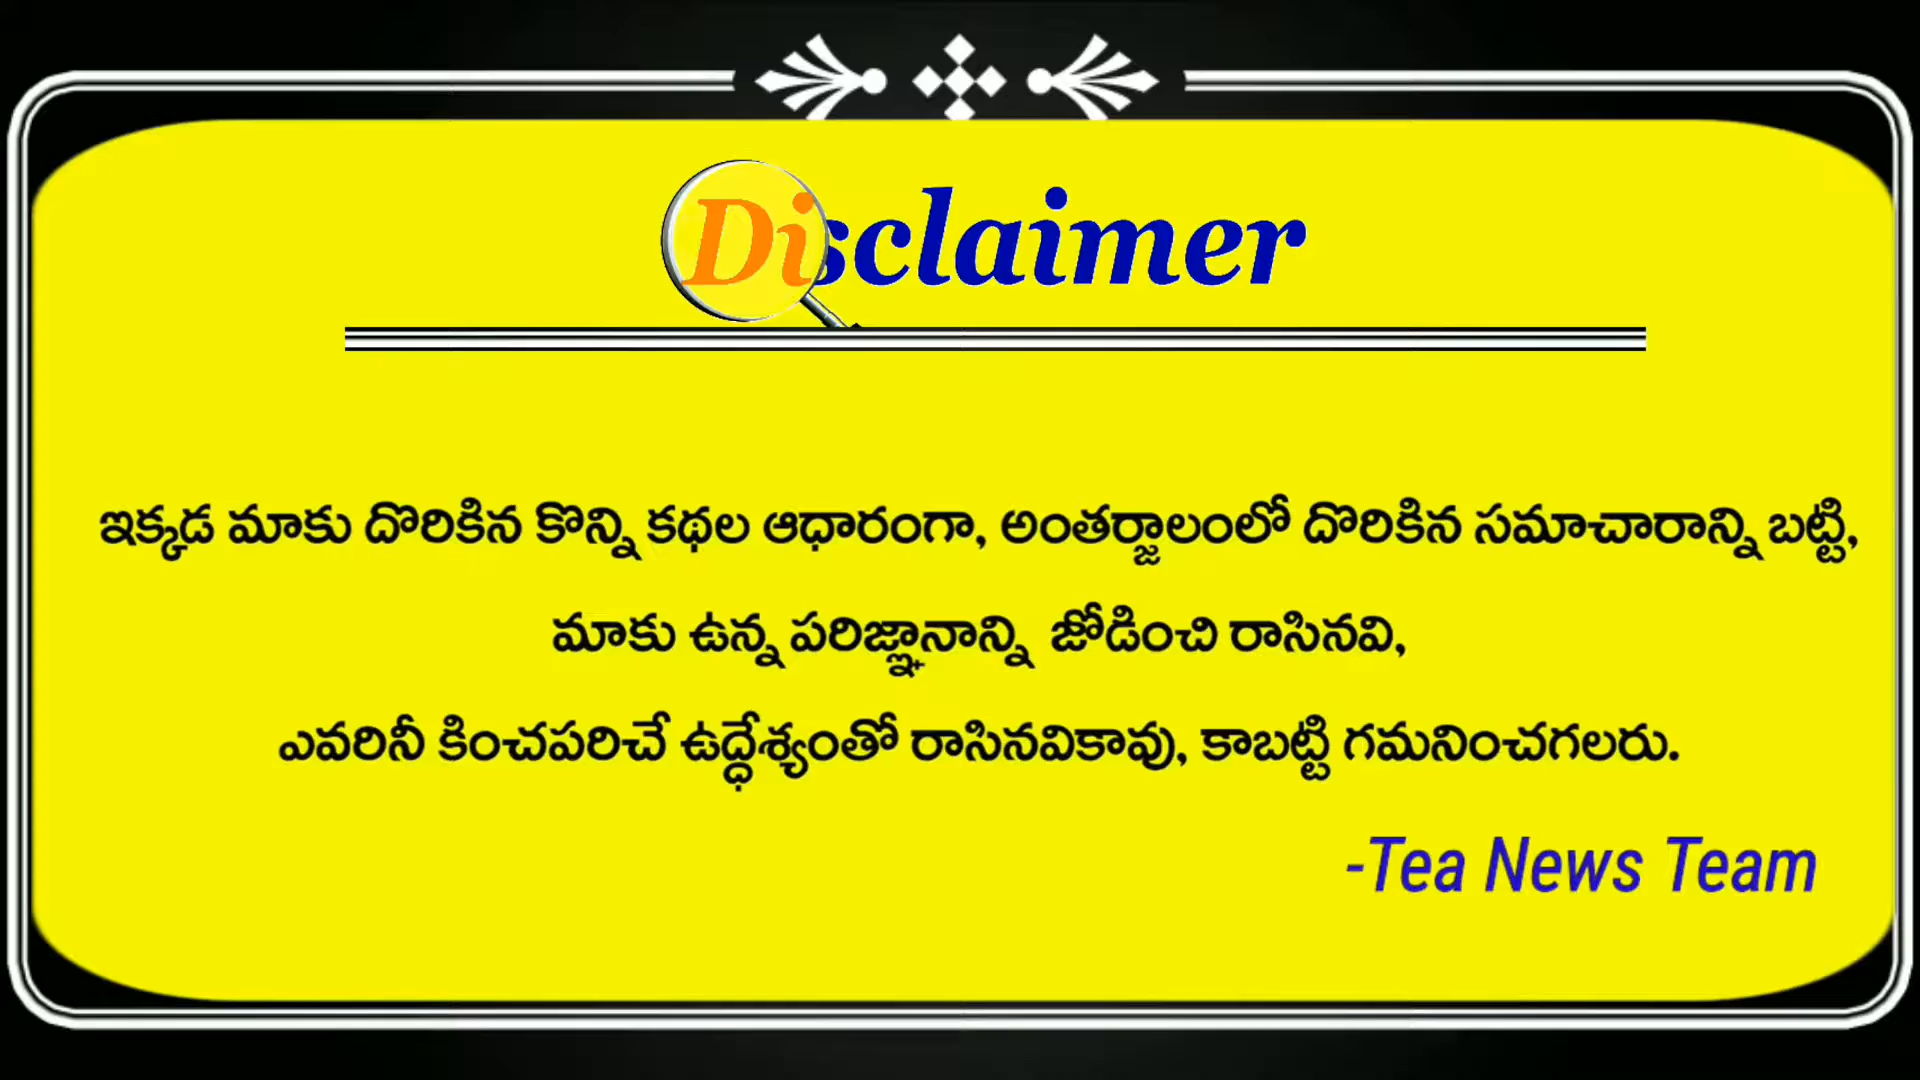 Disclaimer
ఇక్కడ మాకు దొరికిన కొన్ని కథల ఆధారంగా, అంతర్జాలంలో దొరికిన సమాచారాన్ని బట్టి,
మాకు ఉన్న పరిజ్ఞానాన్ని జోడించి రాసినవి,
ఎవరినీ కించపరిచే ఉద్ధేశ్యంతో రాసినవికావు, కాబట్టి గమనించగలరు.
-Tea News Team